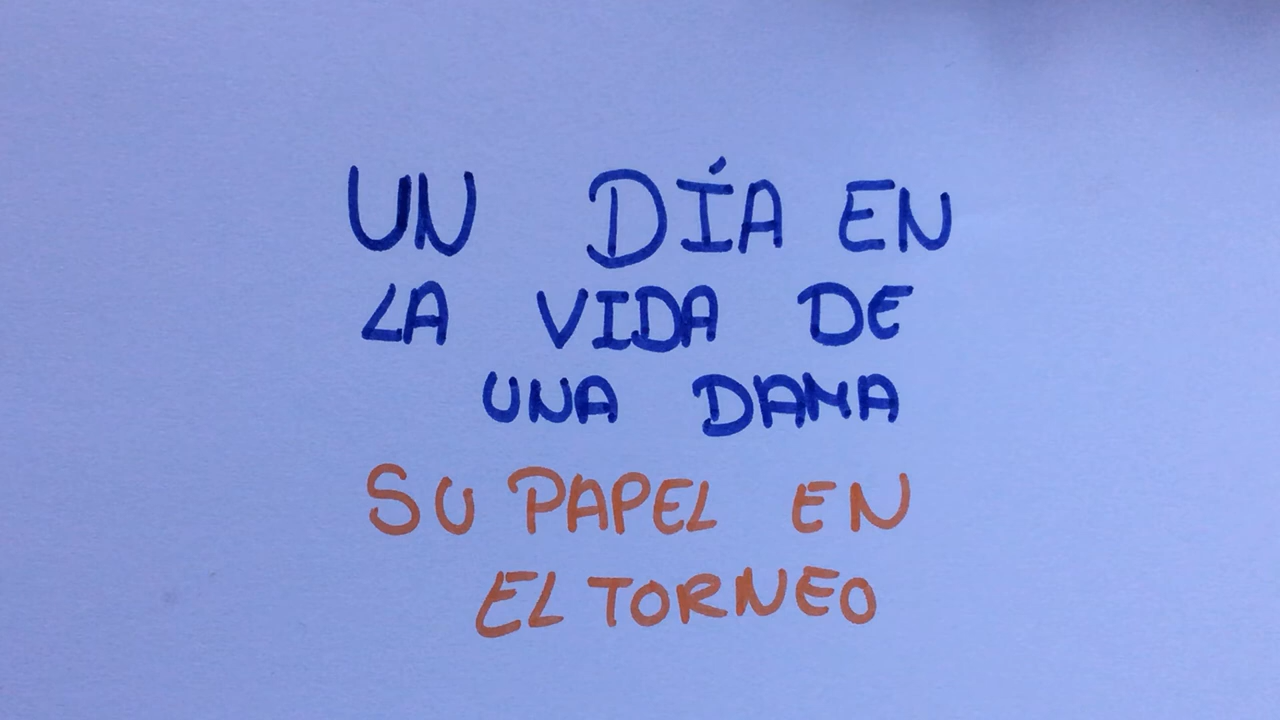 UN DÍA EN
LA VIDA DE
UNA DAMA
SU PAPEL EN
EL TORNEO